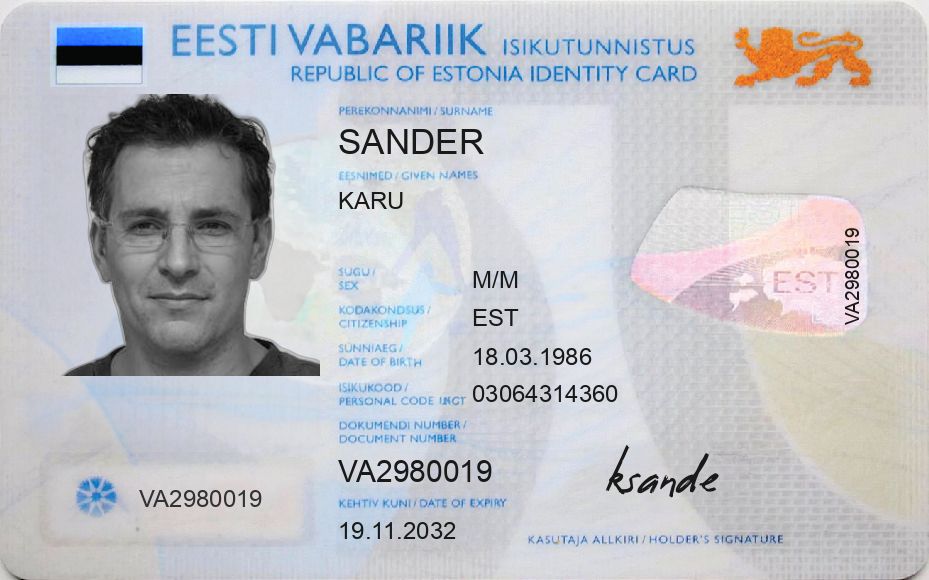 EESTI VABARIIK ISIKUTUNNISTUS
REPUBLIC OF ESTONIA IDENTITY CARD
PEREKONNANIMI / SURNAME
SANDER
EESNIMED / GIVEN NAMES
KARU
SUGU / SEX
M/M
KODAKONDSUS / CITIZENSHIP
EST
SÜNNIAEG / DATE OF BIRTH
18.03.1986
ISIKUKOOD / PERSONAL CODE
03064314360
DOKUMENDI NUMBER / DOCUMENT NUMBER
VA2980019
KEHTIV KUNI / DATE OF EXPIRY
19.11.2032
VA2980019
EST
VA2980019
ksande
KASUTAJA ALLKIRI / HOLDER'S SIGNATURE